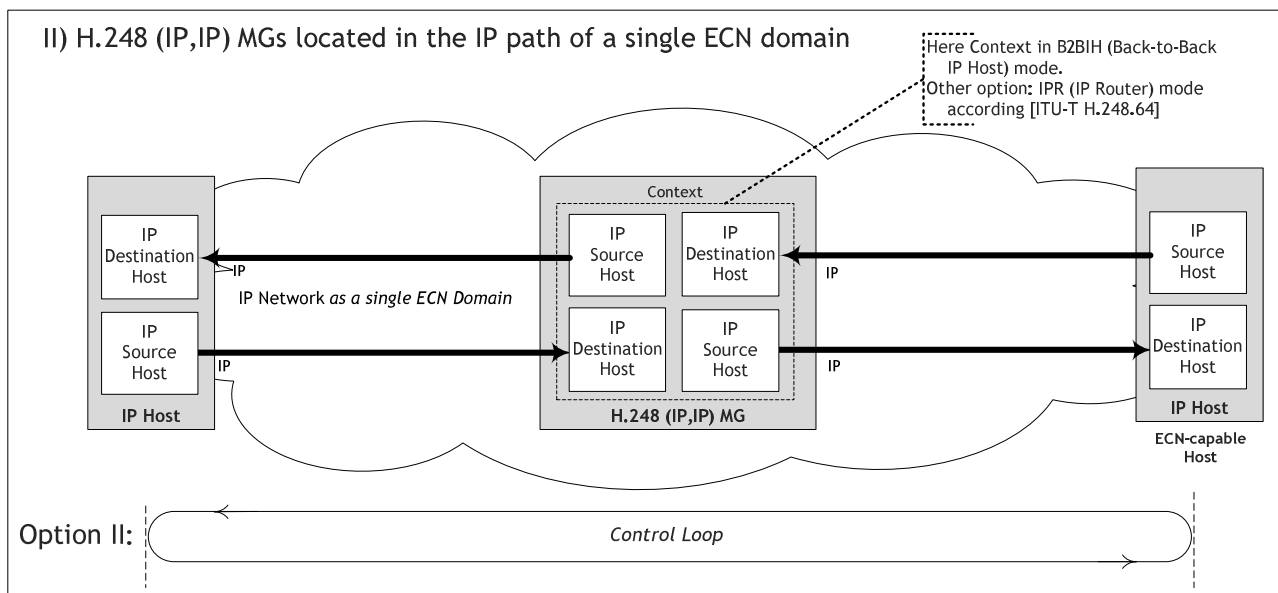 II) H.248 (IP,IP) MGs located in the IP path of a single ECN domain
Here Context in B2BIH (Back-to-Back
IP Host) mode.
Other option: IPR (IP Router) mode
according [ITU-T H.248.64]
Context
IP
Destination
Host
IP
Source
Host
IP Host
IP
IP Network as a single ECN Domain
IP
IP
Source
Host
IP
Destination
Host
IP
Destination
Host
IP
Source
Host
H.248 (IP,IP) MG
IP
IP
IP
Source
Host
IP
Destination
Host
IP Host
ECN-capable
Host
Option II:
Control Loop